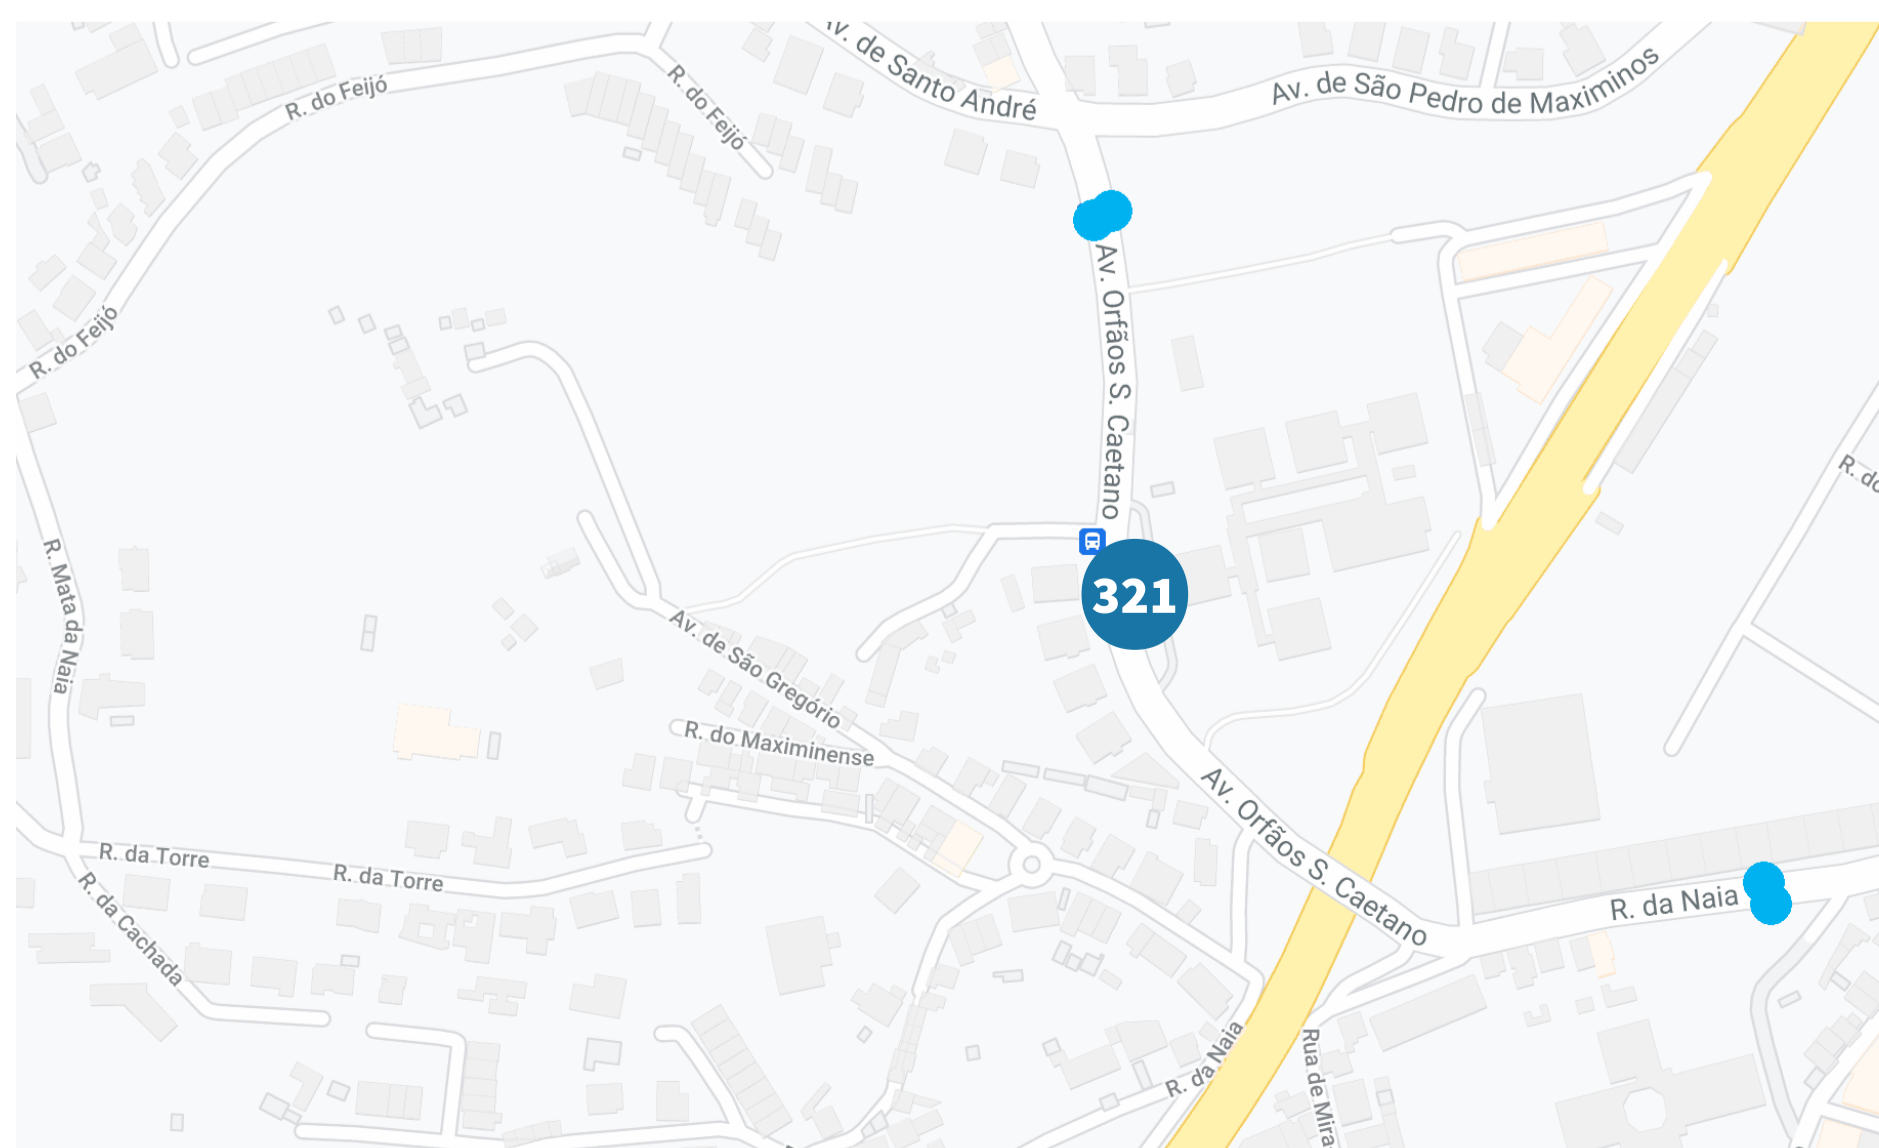 Av. de Santo André
Av. de São Pedro de Maximinos
R. do Feijó
R. do Feijó
R. do Feijó
Av. Orfãos S. Caetano
321
R. Mata da Naia
Av. de São Gregório
R. do Maximinense
Av. Orfãos S. Caetano
R. da Torre
R. da Torre
R. da Cachada
R. da Naia
R. da Naia
Rua de Mira